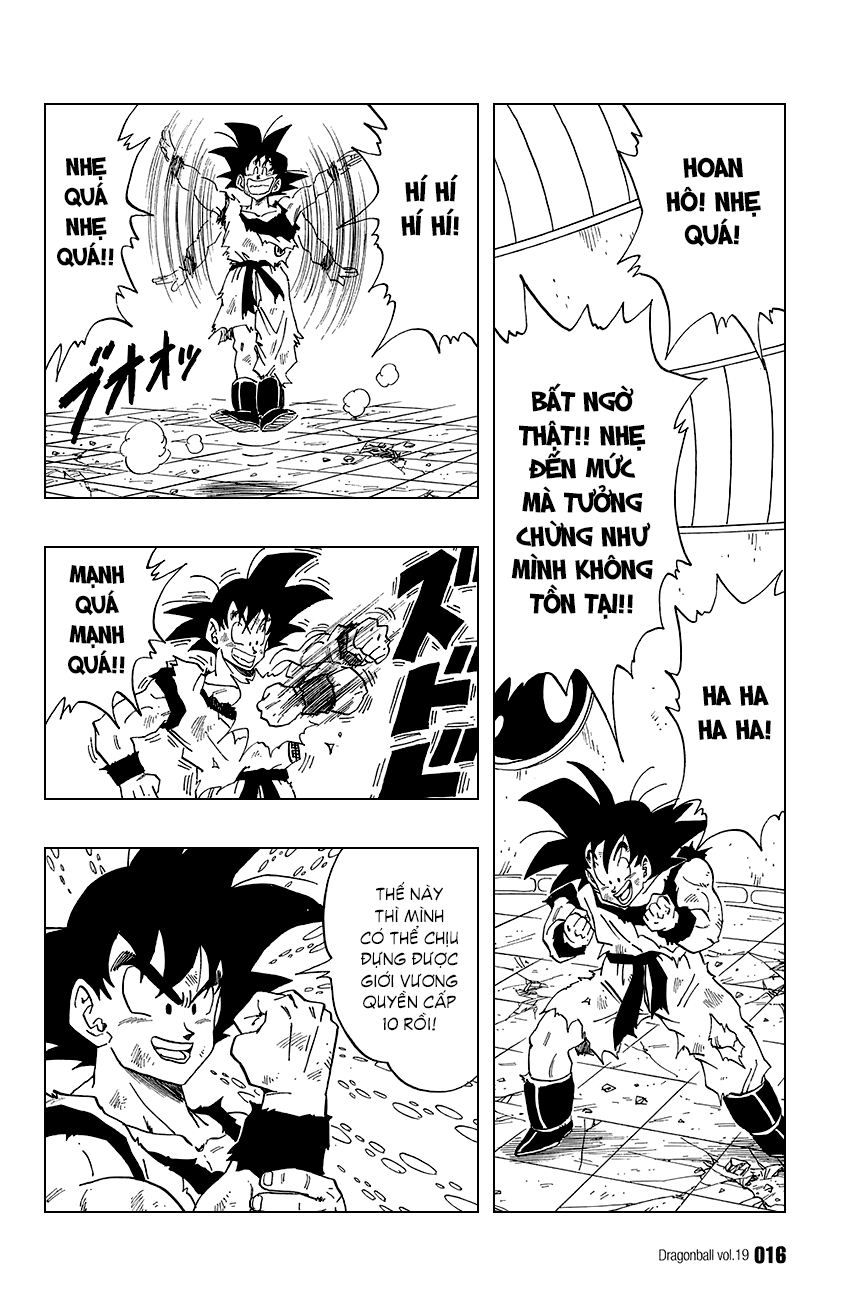 HOAN
HÔ! NHẸ
QUÁ!
BẤT NGỜ
THẬT!! NHẸ
ĐẾN MỨC
MÀ TƯỞNG
CHỪNG NHƯ
MÌNH KHÔNG
TỒN TẠI!!
HA HA
HA HA!
HÍ HÍ
HÍ HÍ!
NHẸ
QUÁ
NHẸ
QUÁ!!
ブオオッ
MẠNH
QUÁ
MẠNH
QUÁ!!
ズドド
THẾ NÀY
THÌ MÌNH
CÓ THỂ CHỊU
ĐỰNG ĐƯỢC
GIỚI VƯƠNG
QUYỀN CẤP
10 RỒI!
Dragonball vol.19 016